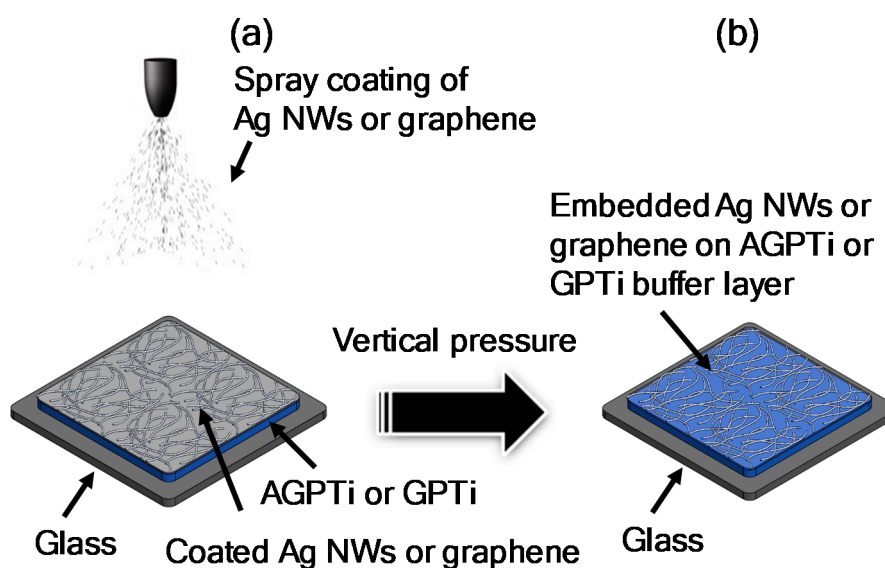 (a)
Spray coating of
Ag NWs or graphene
(b)
Embedded Ag NWs or
graphene on AGPTi or
GPTi buffer layer
Vertical pressure
AGPTi or GPTi
Glass
Coated Ag NWs or graphene
Glass